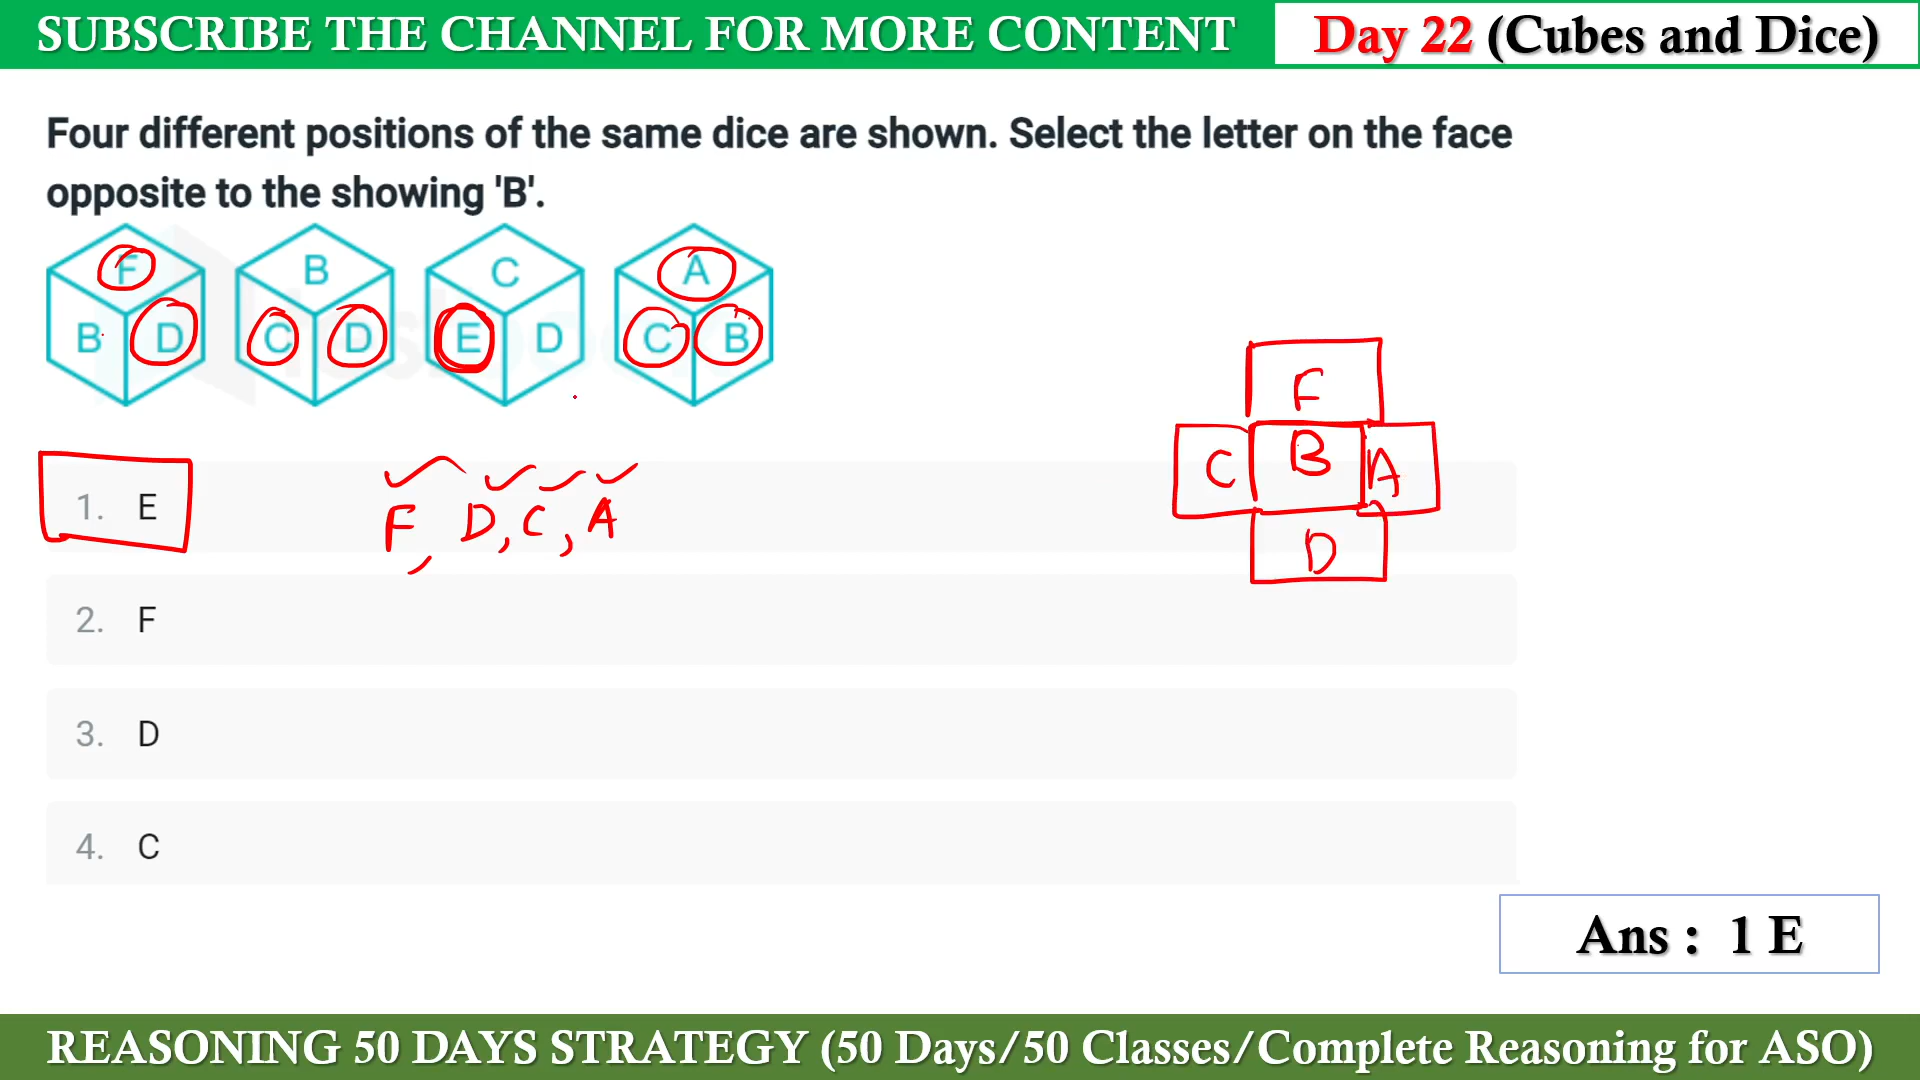 SUBSCRIBE THE CHANNEL FOR MORE CONTENT
Day 22 (Cubes and Dice)
Four different positions of the same dice are shown. Select the letter on the face
opposite to the showing 'B'.
F B C A
B D C D E D C B
F
C B A
D
1. E
F, D, C, A
2. F
3. D
4. C
Ans : 1 E
REASONING 50 DAYS STRATEGY (50 Days/50 Classes/Complete Reasoning for ASO)